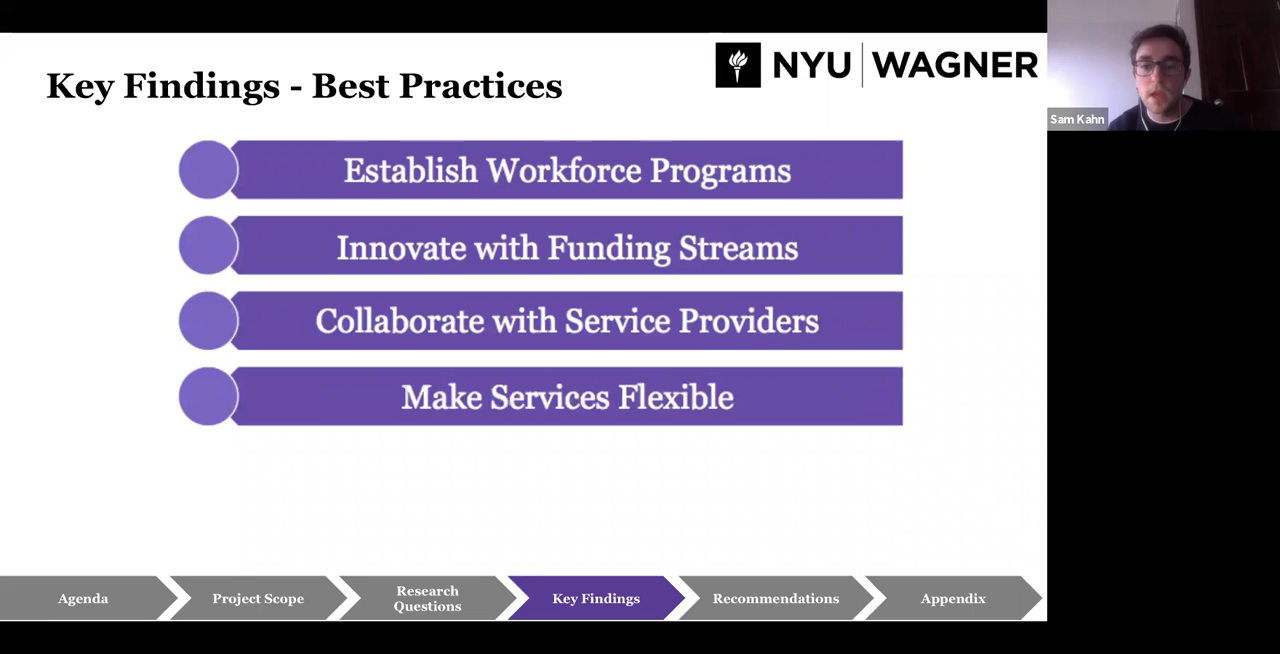 Key Findings - Best Practices
NYU WAGNER
Sam Kahn
Establish Workforce Programs
Innovate with Funding Streams
Collaborate with Service Providers
Make Services Flexible
Agenda
Project Scope
Research
Questions
Key Findings
Recommendations
Appendix